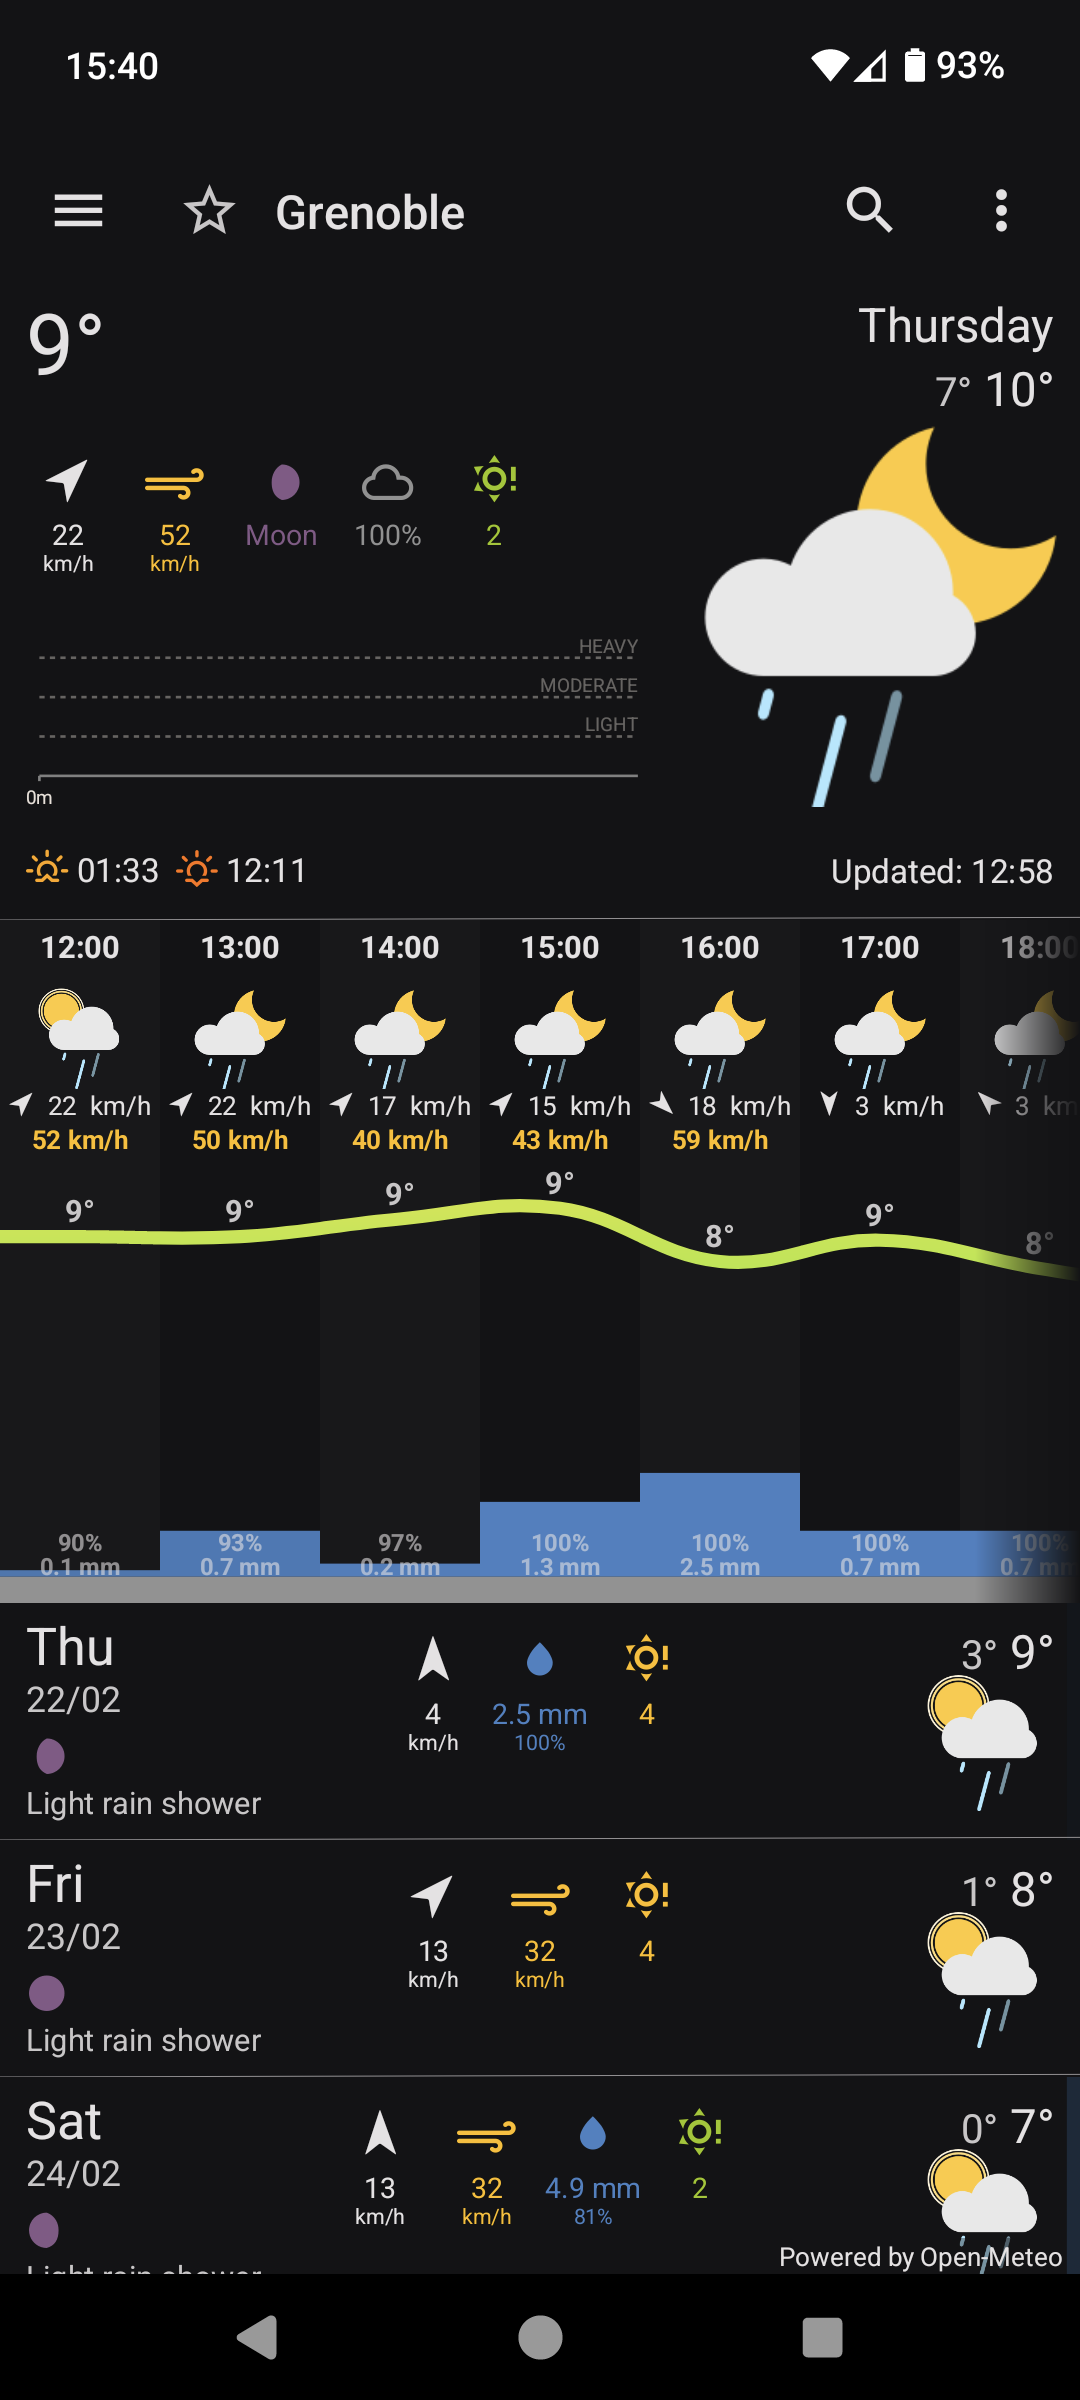 15:40 93%
Grenoble
9° Thursday
7° 10°
22 52 Moon 100% 2
km/h km/h
HEAVY
MODERATE
LIGHT
0m
01:33 12:11 Updated: 12:58
12:00 13:00 14:00 15:00 16:00 17:00 18:00
22 km/h 22 km/h 17 km/h 15 km/h 18 km/h 3 km/h 3 km
52 km/h 50 km/h 40 km/h 43 km/h 59 km/h
9° 9° 9° 9° 8° 9° 8°
90% 93% 97% 100% 100% 100% 100%
0.1 mm 0.7 mm 0.2 mm 1.3 mm 2.5 mm 0.7 mm 0.7 mm
Thu 3° 9°
22/02 4 2.5 mm 4
km/h 100%
Light rain shower
Fri 1° 8°
23/02 13 32 4
km/h km/h
Light rain shower
Sat 0° 7°
24/02 13 32 4.9 mm 2
km/h km/h 81%
Light rain shower
Powered by Open-Meteo